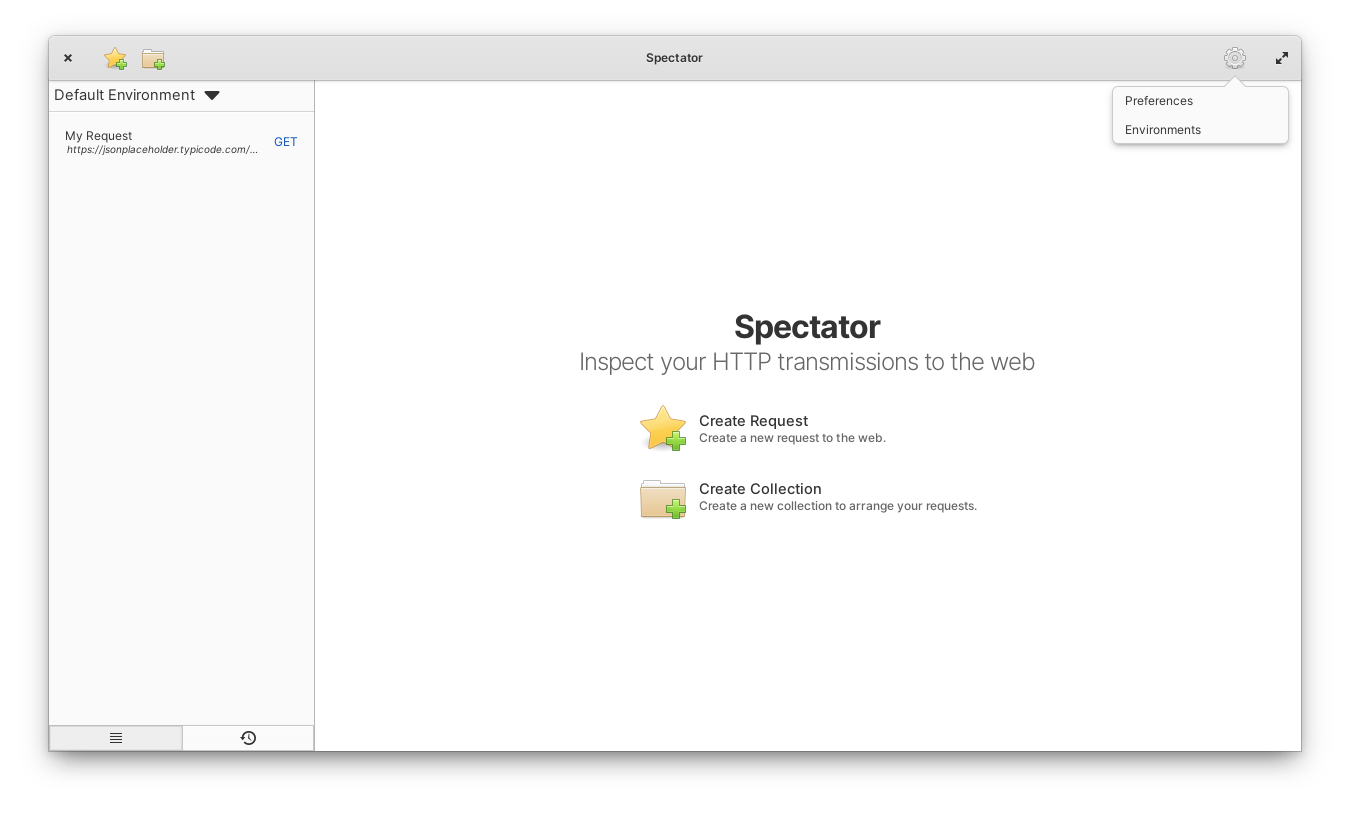 Spectator
Default Environment
Preferences
Environments
My Request
https://jsonplaceholder.typicode.com/...
GET
Spectator
Inspect your HTTP transmissions to the web
Create Request
Create a new request to the web.
Create Collection
Create a new collection to arrange your requests.